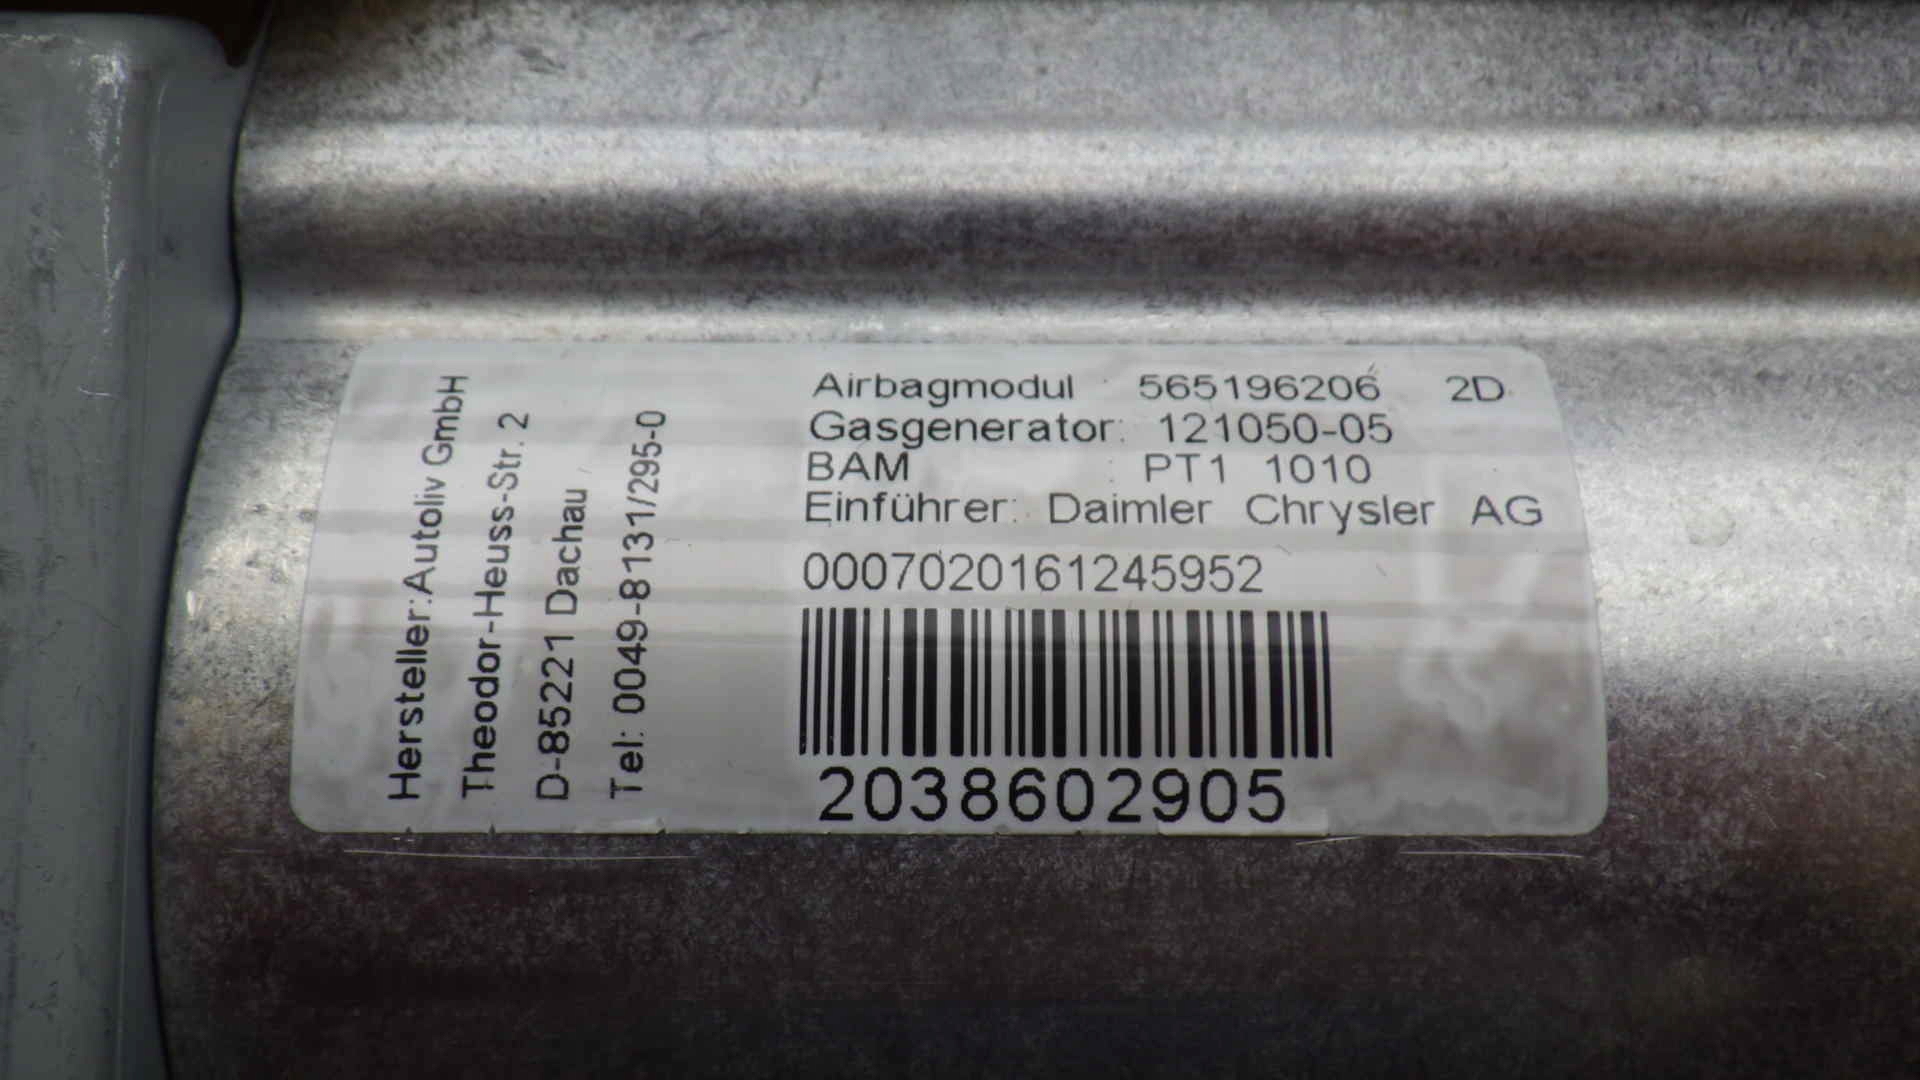 Hersteller:Autoliv GmbH
Theodor-Heuss-Str. 2
D-85221 Dachau
Tel: 0049-8131/295-0
Airbagmodul : 565196206 2D
Gasgenerator: 121050-05
BAM : PT1 1010
Einführer: Daimler Chrysler AG
0007020161245952
2038602905